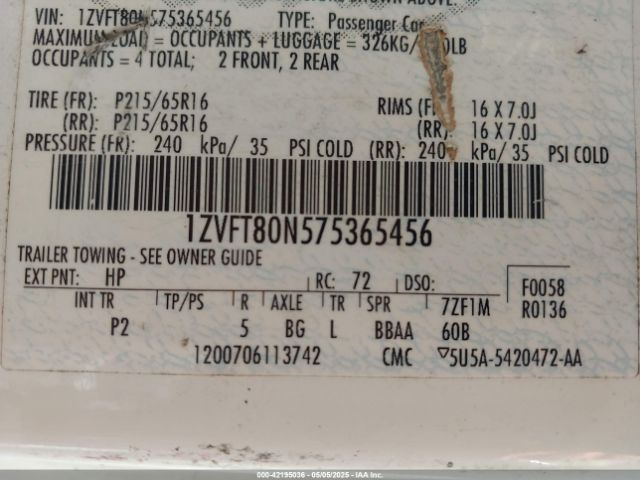 VIN: 1ZVFT80N575365456 TYPE: Passenger Car
MAXIMUM LOAD = OCCUPANTS + LUGGAGE = 326KG/
OCCUPANTS = 4 TOTAL; 2 FRONT, 2 REAR
TIRE (FR): P215/65R16 RIMS (FR): 16 X 7.0J
(RR): P215/65R16 (RR): 16 X 7.0J
PRESSURE (FR): 240 kPa/ 35 PSI COLD (RR): 240 kPa/ 35 PSI COLD
1ZVFT80N575365456
TRAILER TOWING - SEE OWNER GUIDE
EXT PNT: HP RC: 72 DSO: F0058
INT TR TP/PS R AXLE TR SPR 7ZF1M R0136
P2 5 BG L BBAA 60B
1200706113742 CMC ▽5U5A-5420472-AA
000-42195036 - 05/05/2025 - IAA Inc.